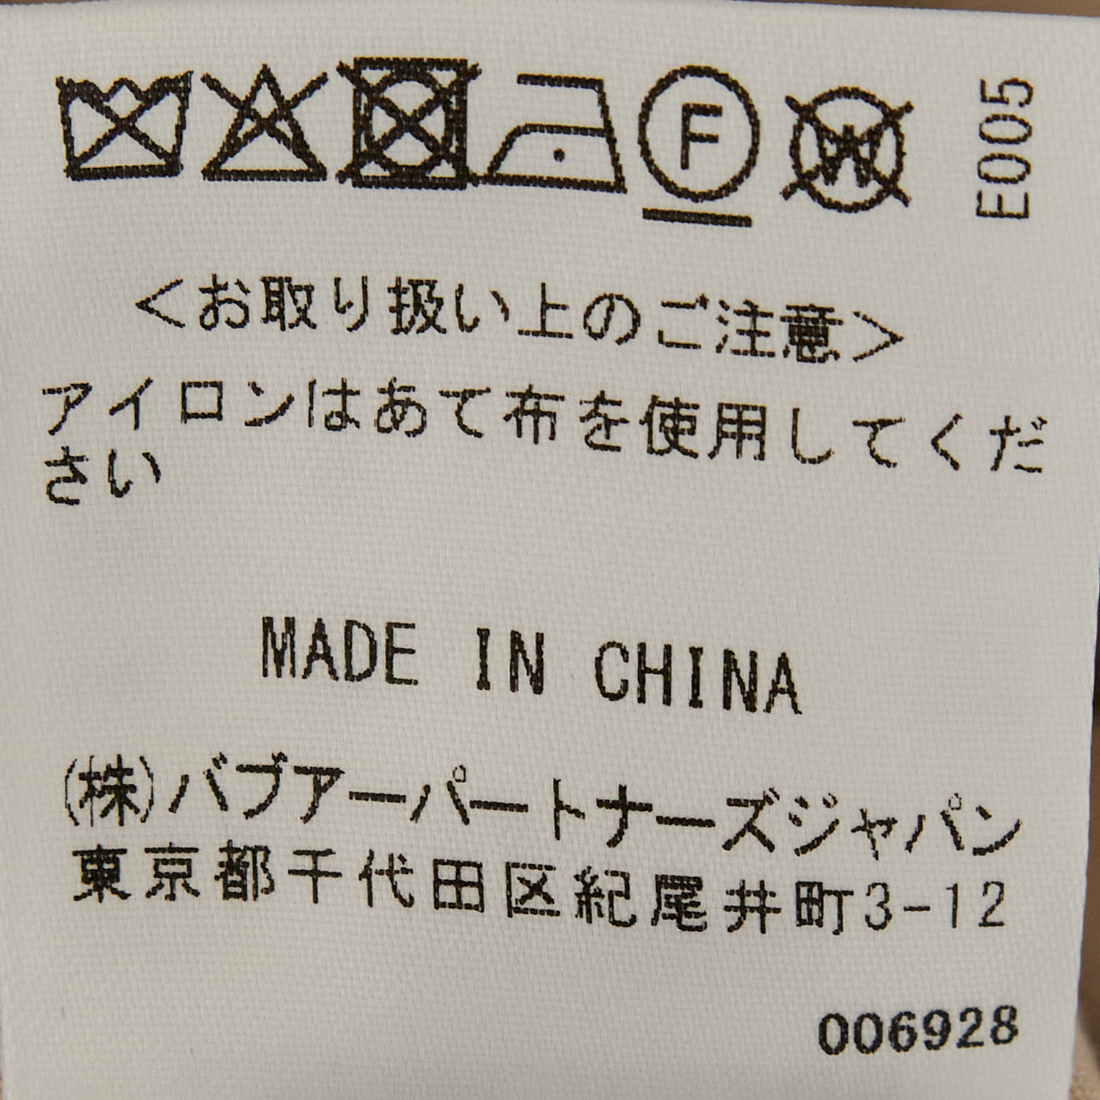 F
W
E005
＜お取り扱い上のご注意＞
アイロンはあて布を使用してくだ
さい
MADE IN CHINA
(株)バブアーパートナーズジャパン
東京都千代田区紀尾井町3-12
006928